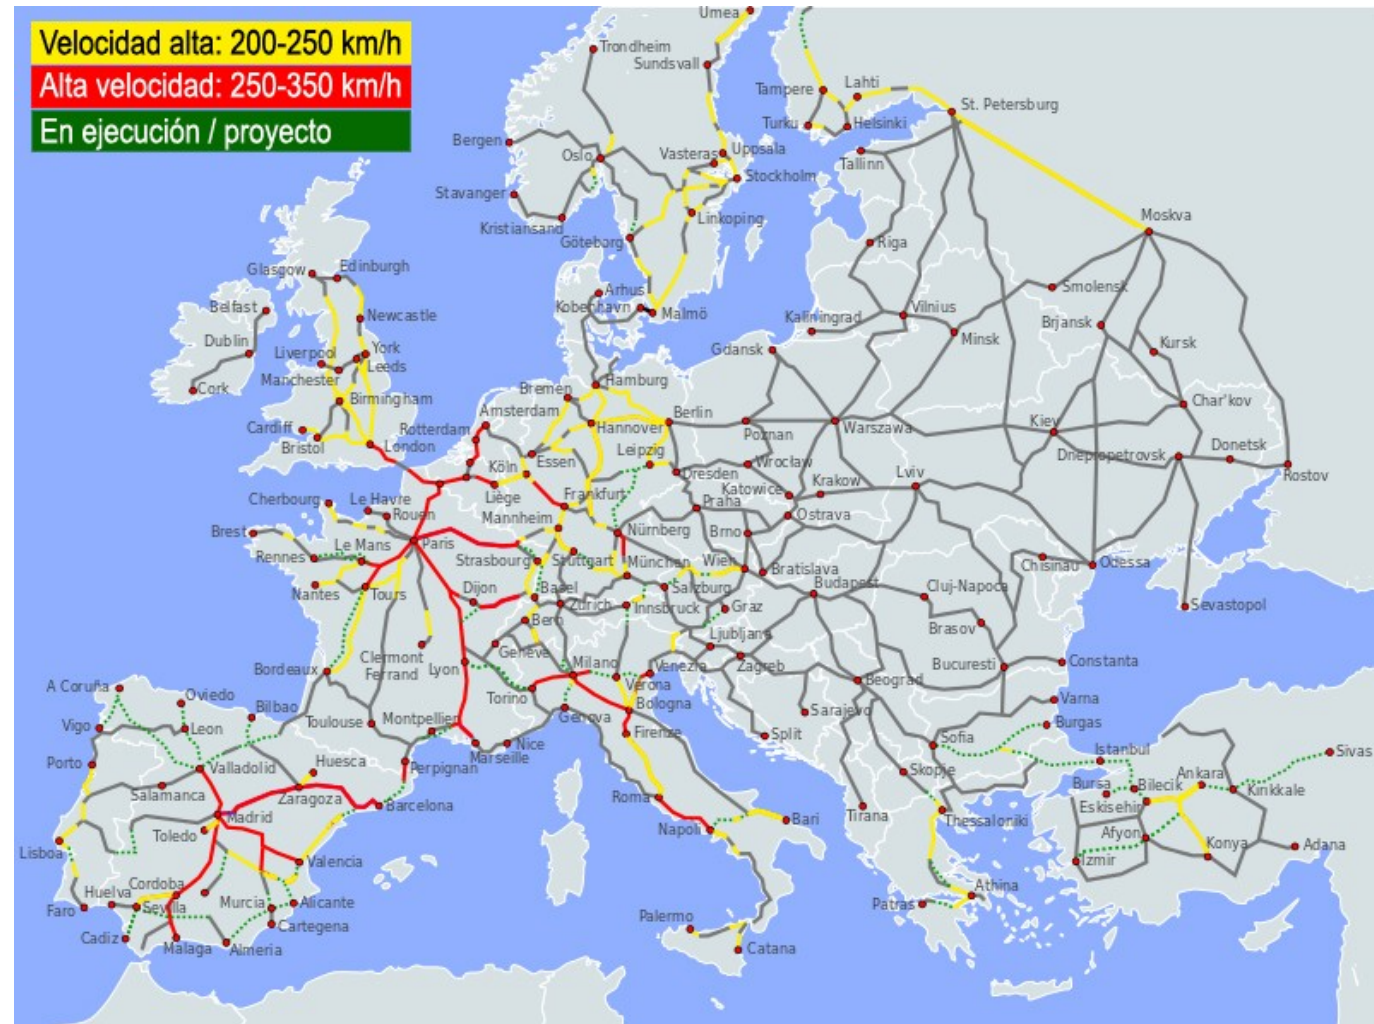 Velocidad alta: 200-250 km/h
Alta velocidad: 250-350 km/h
En ejecución / proyecto
Umea
Trondheim
Sundsvall
Tampere
Lahti
St. Petersburg
Turku
Helsinki
Bergen
Oslo
Vasteras
Uppsala
Tallinn
Stockholm
Stavanger
Linkoping
Kristiansand
Göteborg
Moskva
Riga
Glasgow
Edinburgh
Arhus
Smolensk
Belfast
Kobenhavn
Malmö
Kaliningrad
Vilnius
Newcastle
Brjansk
Minsk
Dublin
Liverpool
York
Leeds
Gdansk
Kursk
Manchester
Hamburg
Cork
Bremen
Birmingham
Amsterdam
Berlin
Char'kov
Cardiff
Rotterdam
Hannover
Poznan
Warszawa
Kiev
Bristol
London
Leipzig
Donetsk
Essen
Wrocław
Dnepropetrovsk
Köln
Dresden
Lviv
Rostov
Liège
Frankfurt
Katowice
Krakow
Cherbourg
Le Havre
Praha
Rouen
Mannheim
Ostrava
Brest
Nürnberg
Brno
Le Mans
Paris
Rennes
Strasbourg
Stuttgart
München
Wien
Bratislava
Chisinau
Odessa
Nantes
Tours
Dijon
Basel
Salzburg
Budapest
Cluj-Napoca
Zurich
Innsbruck
Graz
Sevastopol
Bern
Brasov
Ljubljana
Clermont
Ferrand
Genève
Lyon
Milano
Venezia
Zagreb
Bucuresti
Constanta
Bordeaux
Verona
Beograd
A Coruña
Oviedo
Torino
Bologna
Varna
Bilbao
Genova
Sarajevo
Vigo
Leon
Toulouse
Montpellier
Firenze
Split
Burgas
Nice
Marseille
Sofia
Istanbul
Sivas
Porto
Valladolid
Huesca
Perpignan
Skopje
Ankara
Salamanca
Zaragoza
Roma
Bursa
Bilecik
Kinkkale
Barcelona
Eskisehir
Madrid
Tirana
Thessaloniki
Toledo
Napoli
Bari
Afyon
Lisboa
Konya
Adana
Valencia
Izmir
Huelva
Cordoba
Athina
Faro
Sevilla
Murcia
Alicante
Patras
Palermo
Cartegena
Cadiz
Malaga
Almeria
Catana